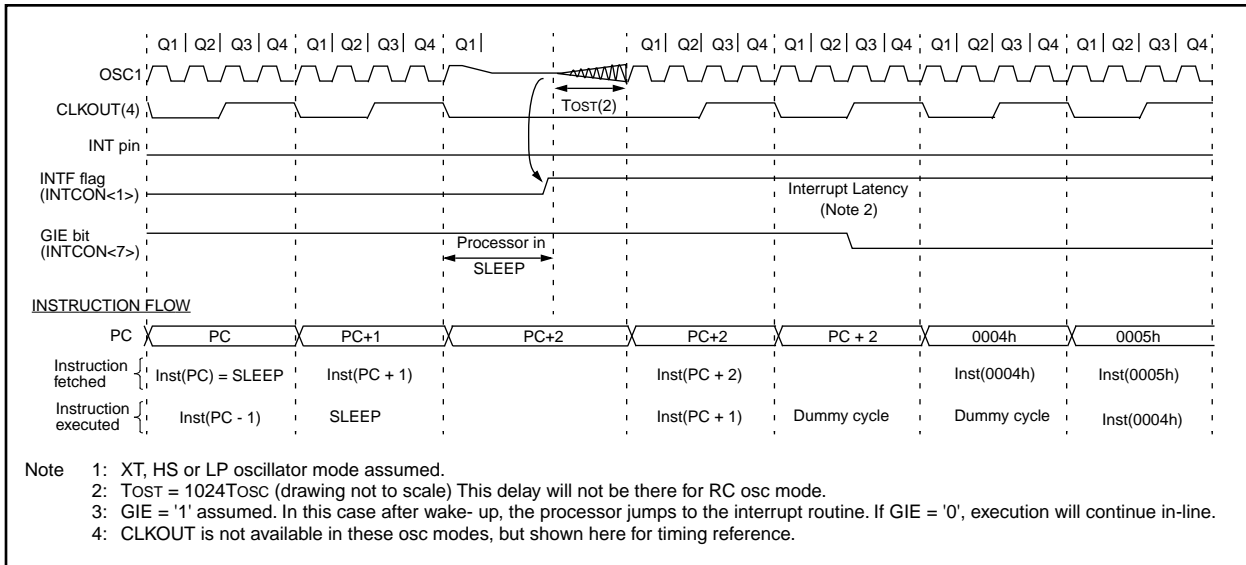 Q1 Q2 Q3 Q4 Q1 Q2 Q3 Q4 Q1 Q1 Q2 Q3 Q4 Q1 Q2 Q3 Q4 Q1 Q2 Q3 Q4 Q1 Q2 Q3 Q4
OSC1
TOST(2)
CLKOUT(4)
INT pin
INTF flag
(INTCON<1>)
Interrupt Latency
(Note 2)
GIE bit
(INTCON<7>)
Processor in
SLEEP
INSTRUCTION FLOW
PC PC PC+1 PC+2 PC+2 PC + 2 0004h 0005h
Instruction
fetched
Inst(PC) = SLEEP Inst(PC + 1) Inst(PC + 2) Inst(0004h) Inst(0005h)
Instruction
executed
Inst(PC - 1) SLEEP Inst(PC + 1) Dummy cycle Dummy cycle Inst(0004h)
Note 1: XT, HS or LP oscillator mode assumed.
2: TOST = 1024TOSC (drawing not to scale) This delay will not be there for RC osc mode.
3: GIE = '1' assumed. In this case after wake- up, the processor jumps to the interrupt routine. If GIE = '0', execution will continue in-line.
4: CLKOUT is not available in these osc modes, but shown here for timing reference.